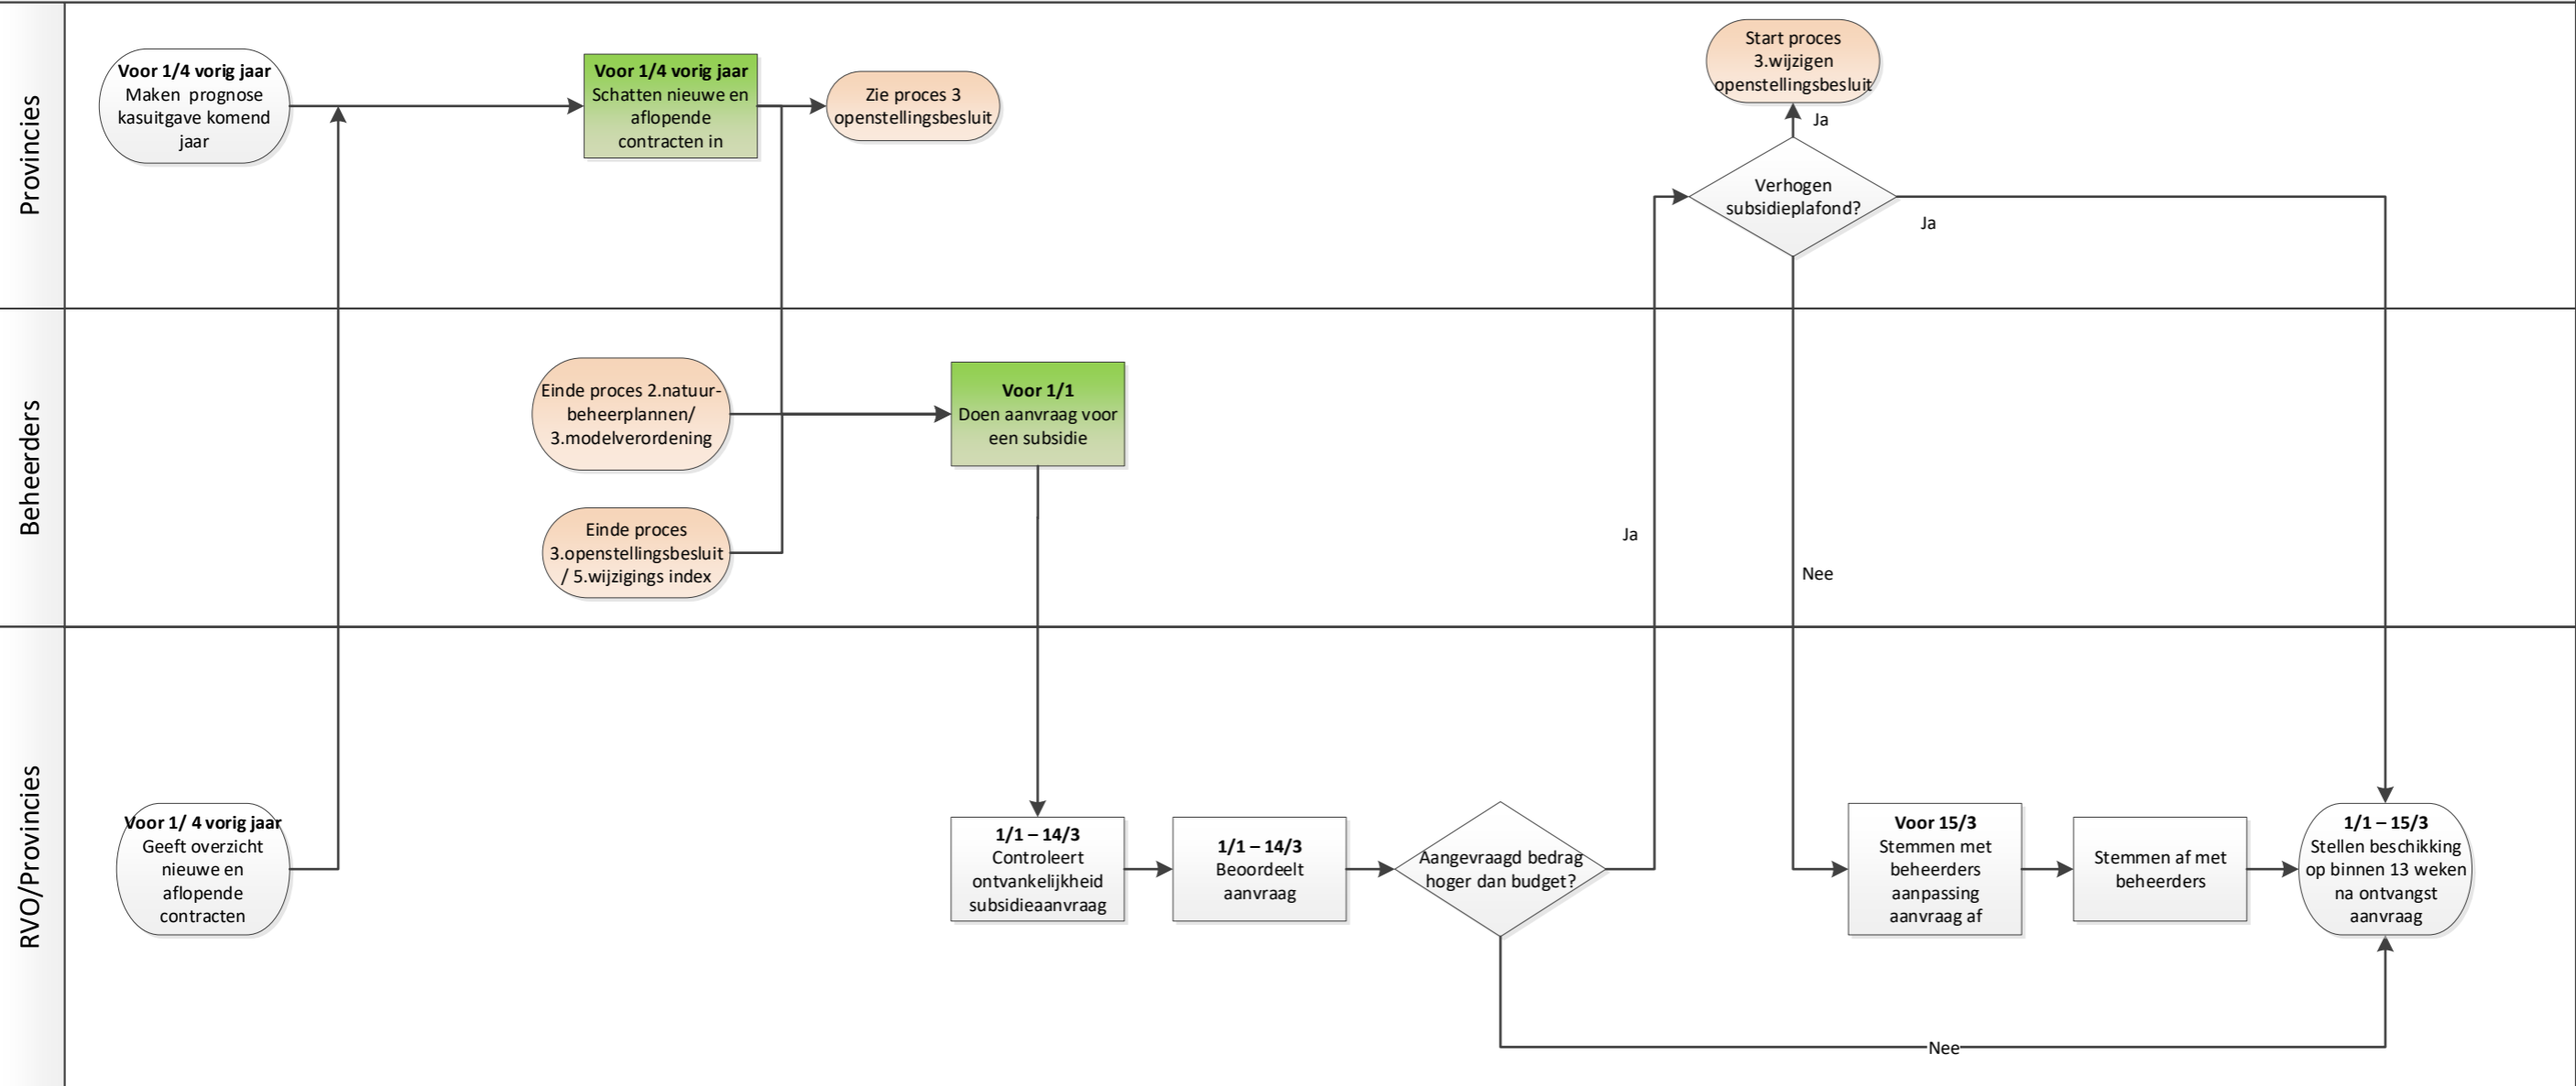 Provincies
Voor 1/4 vorig jaar
Maken prognose
kasuitgave komend
jaar
Voor 1/4 vorig jaar
Schatten nieuwe en
aflopende
contracten in
Zie proces 3
openstellingsbesluit
Start proces
3.wijzigen
openstellingsbesluit
Ja
Verhogen
subsidieplafond?
Ja
Beheerders
Einde proces 2.natuur-
beheerplannen/
3.modelverordening
Voor 1/1
Doen aanvraag voor
een subsidie
Einde proces
3.openstellingsbesluit
/ 5.wijzigings index
Ja
Nee
RVO/Provincies
Voor 1/ 4 vorig jaar
Geeft overzicht
nieuwe en
aflopende
contracten
1/1 – 14/3
Controleert
ontvankelijkheid
subsidieaanvraag
1/1 – 14/3
Beoordeelt
aanvraag
Aangevraagd bedrag
hoger dan budget?
Voor 15/3
Stemmen met
beheerders
aanpassing
aanvraag af
Stemmen af met
beheerders
1/1 – 15/3
Stellen beschikking
op binnen 13 weken
na ontvangst
aanvraag
Nee